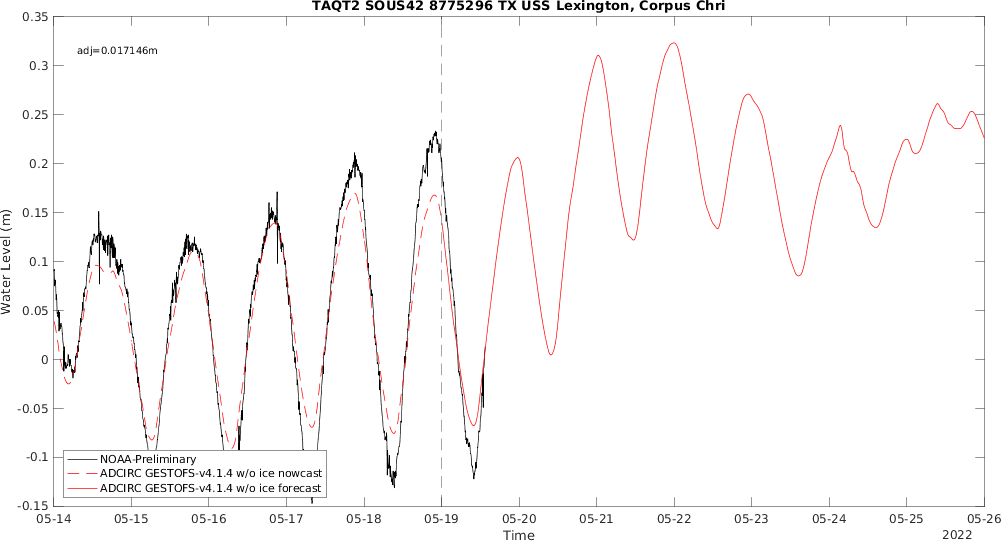 TAQT2 SOUS42 8775296 TX USS Lexington, Corpus Chri
adj=0.017146m
Water Level (m)
0.35
0.3
0.25
0.2
0.15
0.1
0.05
0
-0.05
-0.1
-0.15
NOAA-Preliminary
ADCIRC GESTOFS-v4.1.4 w/o ice nowcast
ADCIRC GESTOFS-v4.1.4 w/o ice forecast
05-14 05-15 05-16 05-17 05-18 05-19 05-20 05-21 05-22 05-23 05-24 05-25 05-26
Time
2022